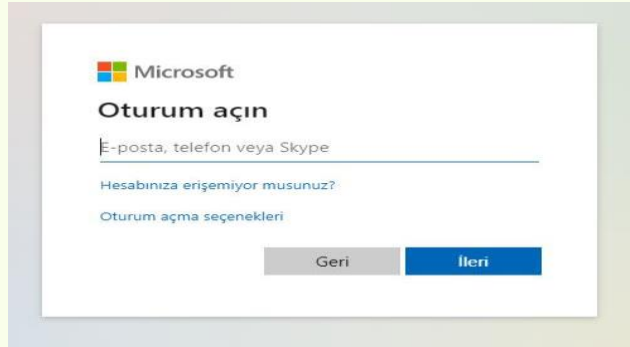 Microsoft
Oturum açın
E-posta, telefon veya Skype
Hesabınıza erişemiyor musunuz?
Oturum açma seçenekleri
Geri İleri